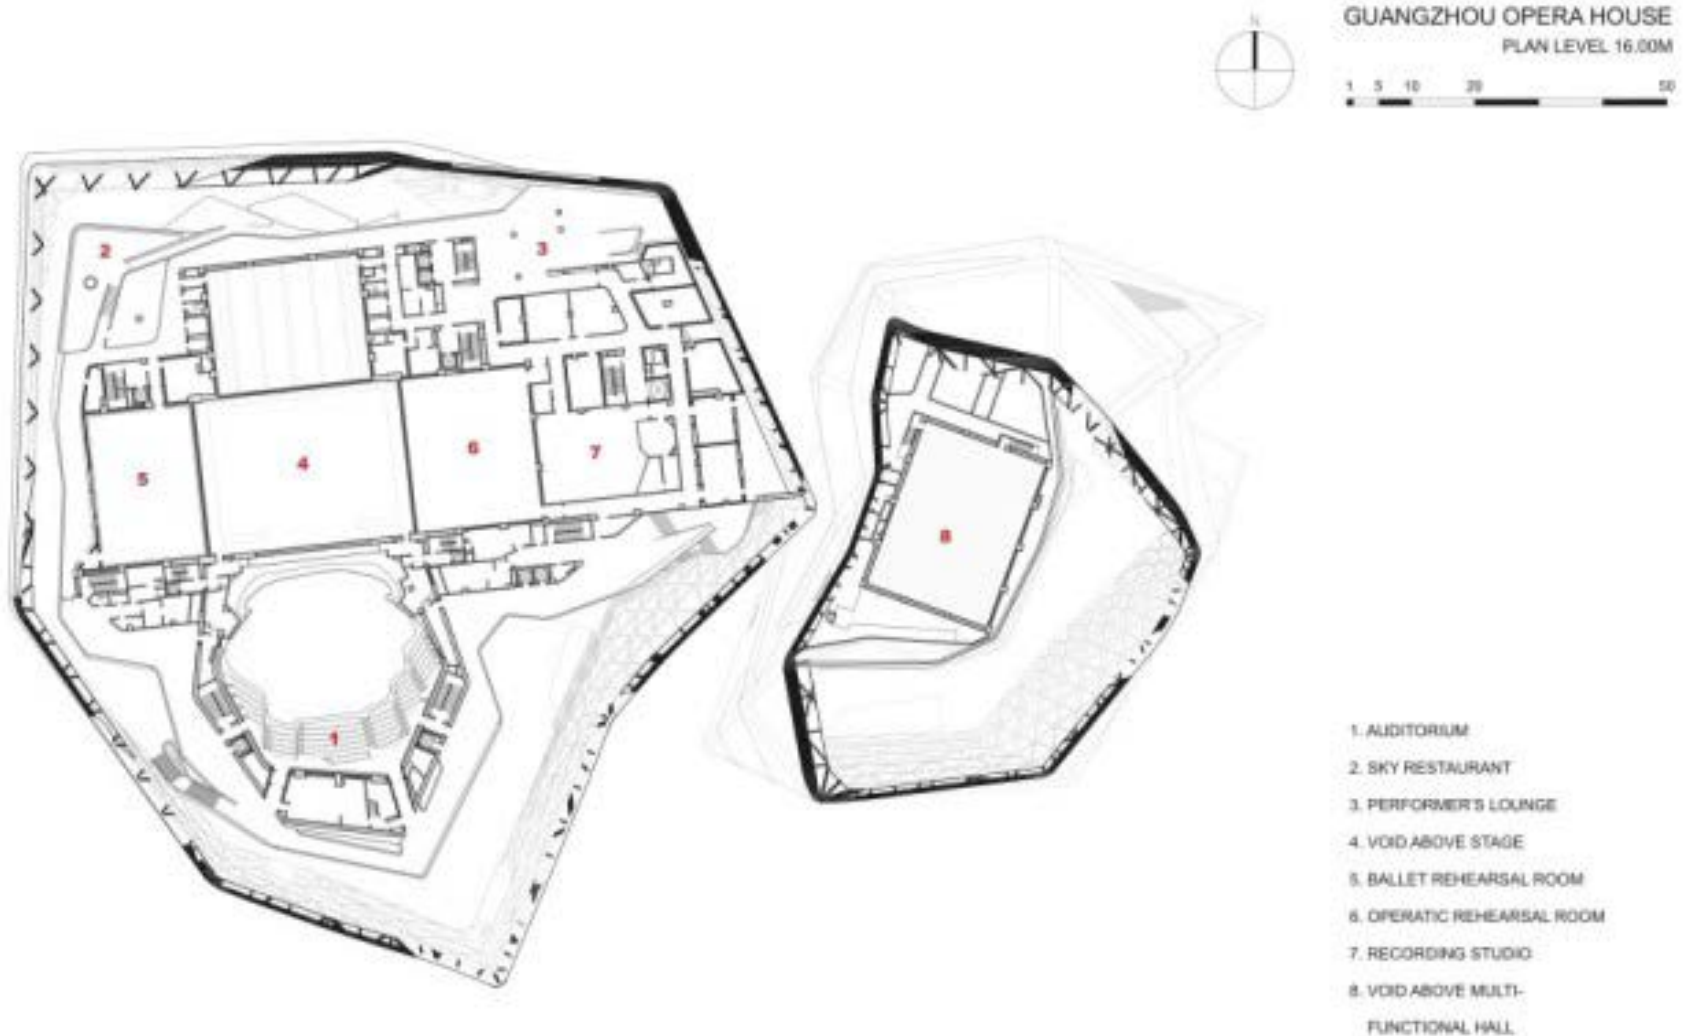 N
GUANGZHOU OPERA HOUSE
PLAN LEVEL 16.00M
1 5 10 20 50
2
3
5
4
6
7
8
1
1. AUDITORIUM
2. SKY RESTAURANT
3. PERFORMER'S LOUNGE
4. VOID ABOVE STAGE
5. BALLET REHEARSAL ROOM
6. OPERATIC REHEARSAL ROOM
7. RECORDING STUDIO
8. VOID ABOVE MULTI-
FUNCTIONAL HALL